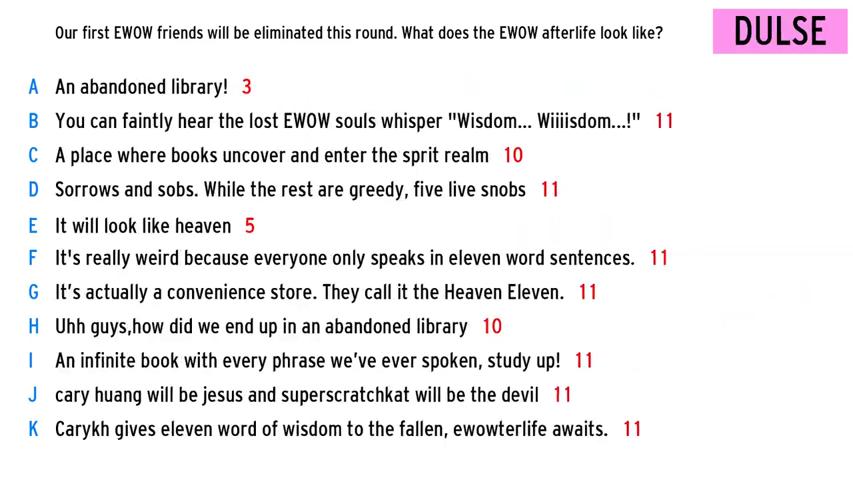 Our first EWOW friends will be eliminated this round. What does the EWOW afterlife look like?
DULSE
A An abandoned library! 3
B You can faintly hear the lost EWOW souls whisper "Wisdom... Wiiiisdom...!" 11
C A place where books uncover and enter the sprit realm 10
D Sorrows and sobs. While the rest are greedy, five live snobs 11
E It will look like heaven 5
F It's really weird because everyone only speaks in eleven word sentences. 11
G It’s actually a convenience store. They call it the Heaven Eleven. 11
H Uhh guys,how did we end up in an abandoned library 10
I An infinite book with every phrase we’ve ever spoken, study up! 11
J cary huang will be jesus and superscratchkat will be the devil 11
K Carykh gives eleven word of wisdom to the fallen, ewowterlife awaits. 11